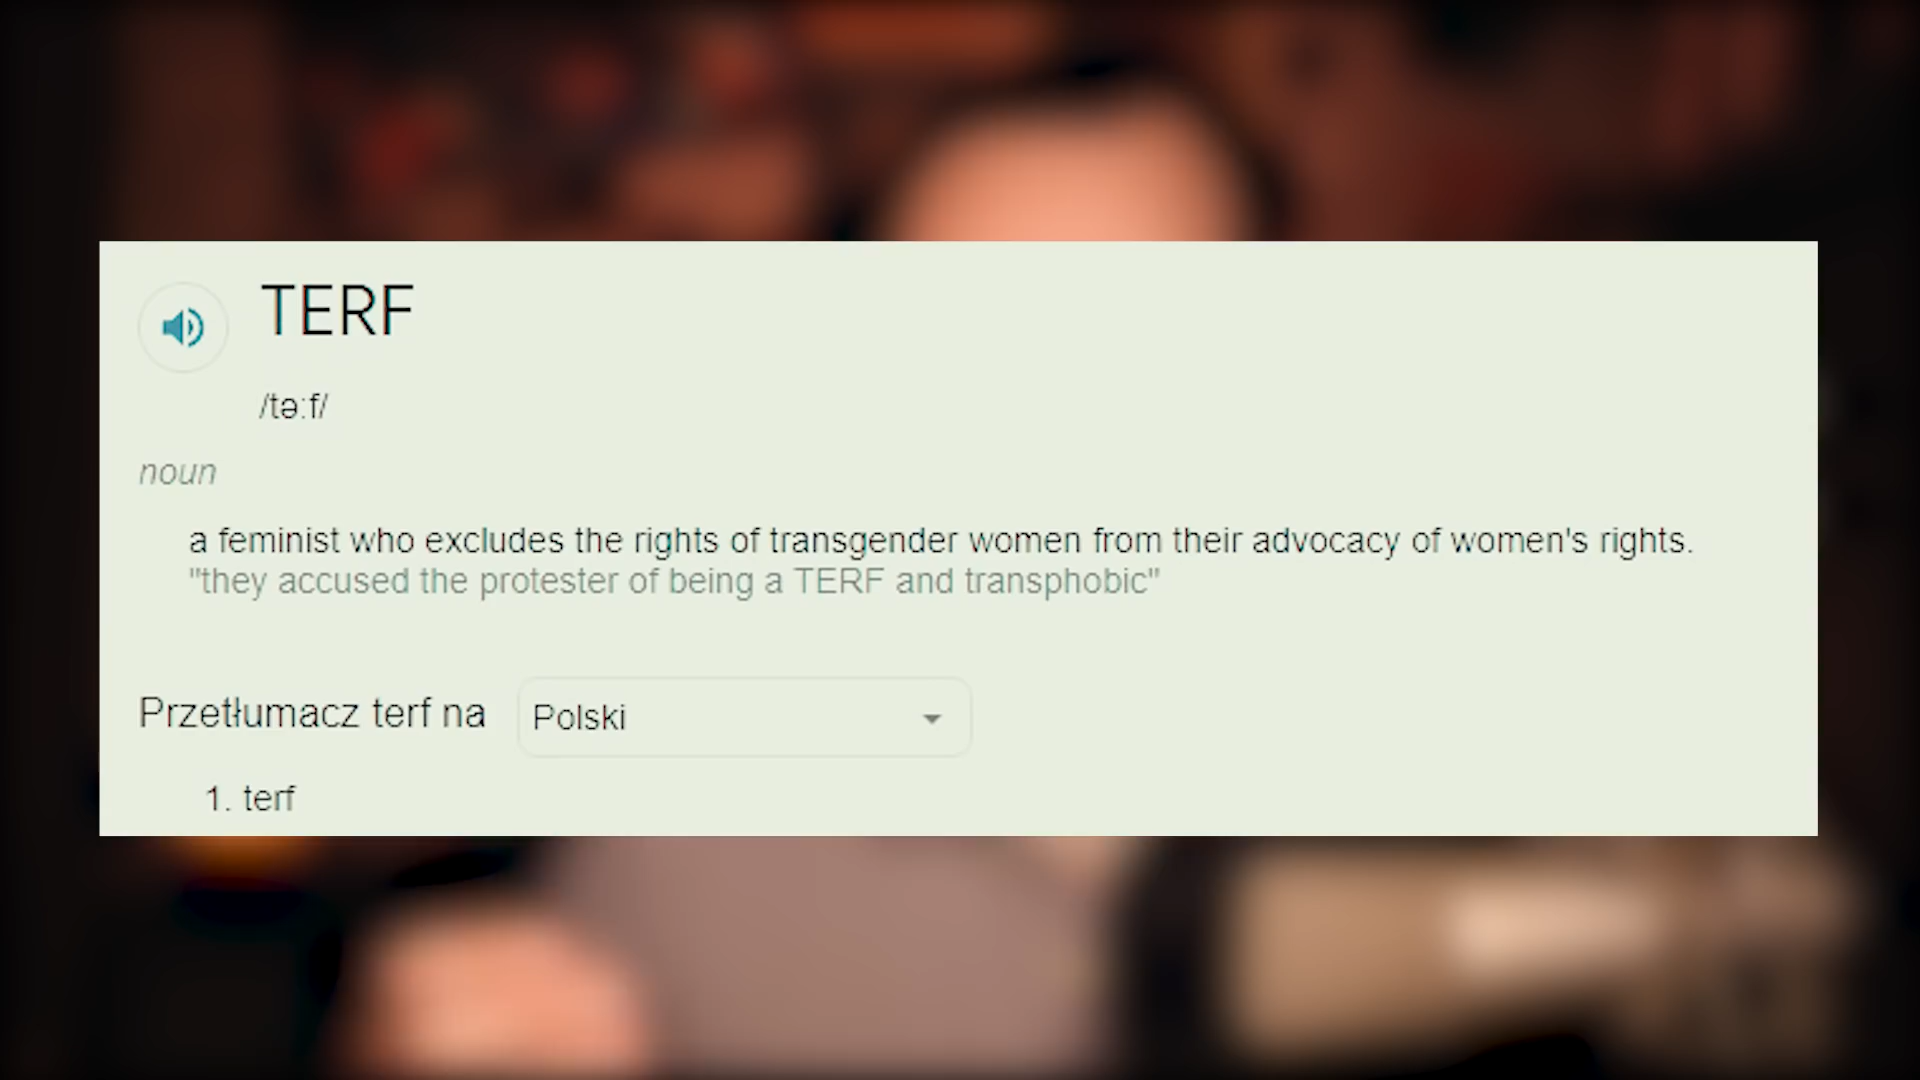 TERF
/təːf/
noun
a feminist who excludes the rights of transgender women from their advocacy of women's rights.
"they accused the protester of being a TERF and transphobic"
Przetłumacz terf na Polski
1. terf